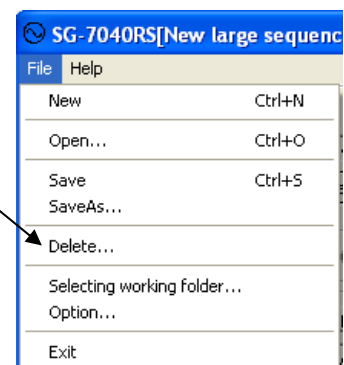 SG-7040RS[New large sequenc
File Help
New Ctrl+N
Open... Ctrl+O
Save Ctrl+S
SaveAs...
Delete...
Selecting working folder...
Option...
Exit